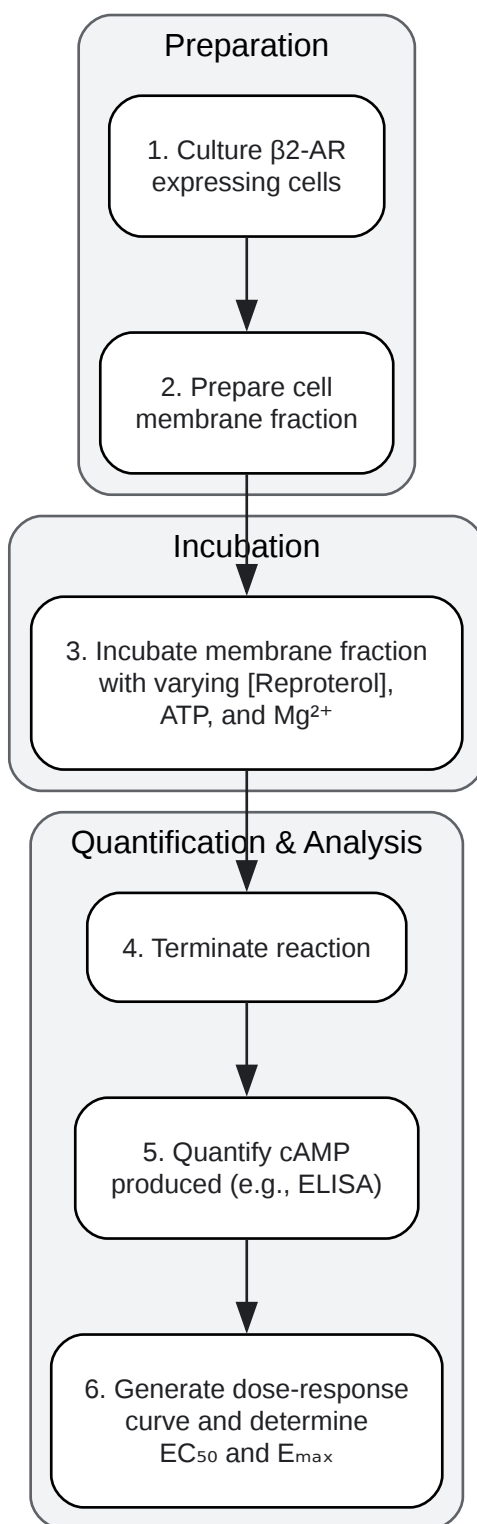 Preparation
1. Culture β2-AR
expressing cells
2. Prepare cell
membrane fraction
Incubation
3. Incubate membrane fraction
with varying [Reproterol],
ATP, and Mg²⁺
Quantification & Analysis
4. Terminate reaction
5. Quantify cAMP
produced (e.g., ELISA)
6. Generate dose-response
curve and determine
EC₅₀ and Eₘₐₓ